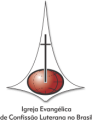 Igreja Evangélica
de Confissão Luterana no Brasil